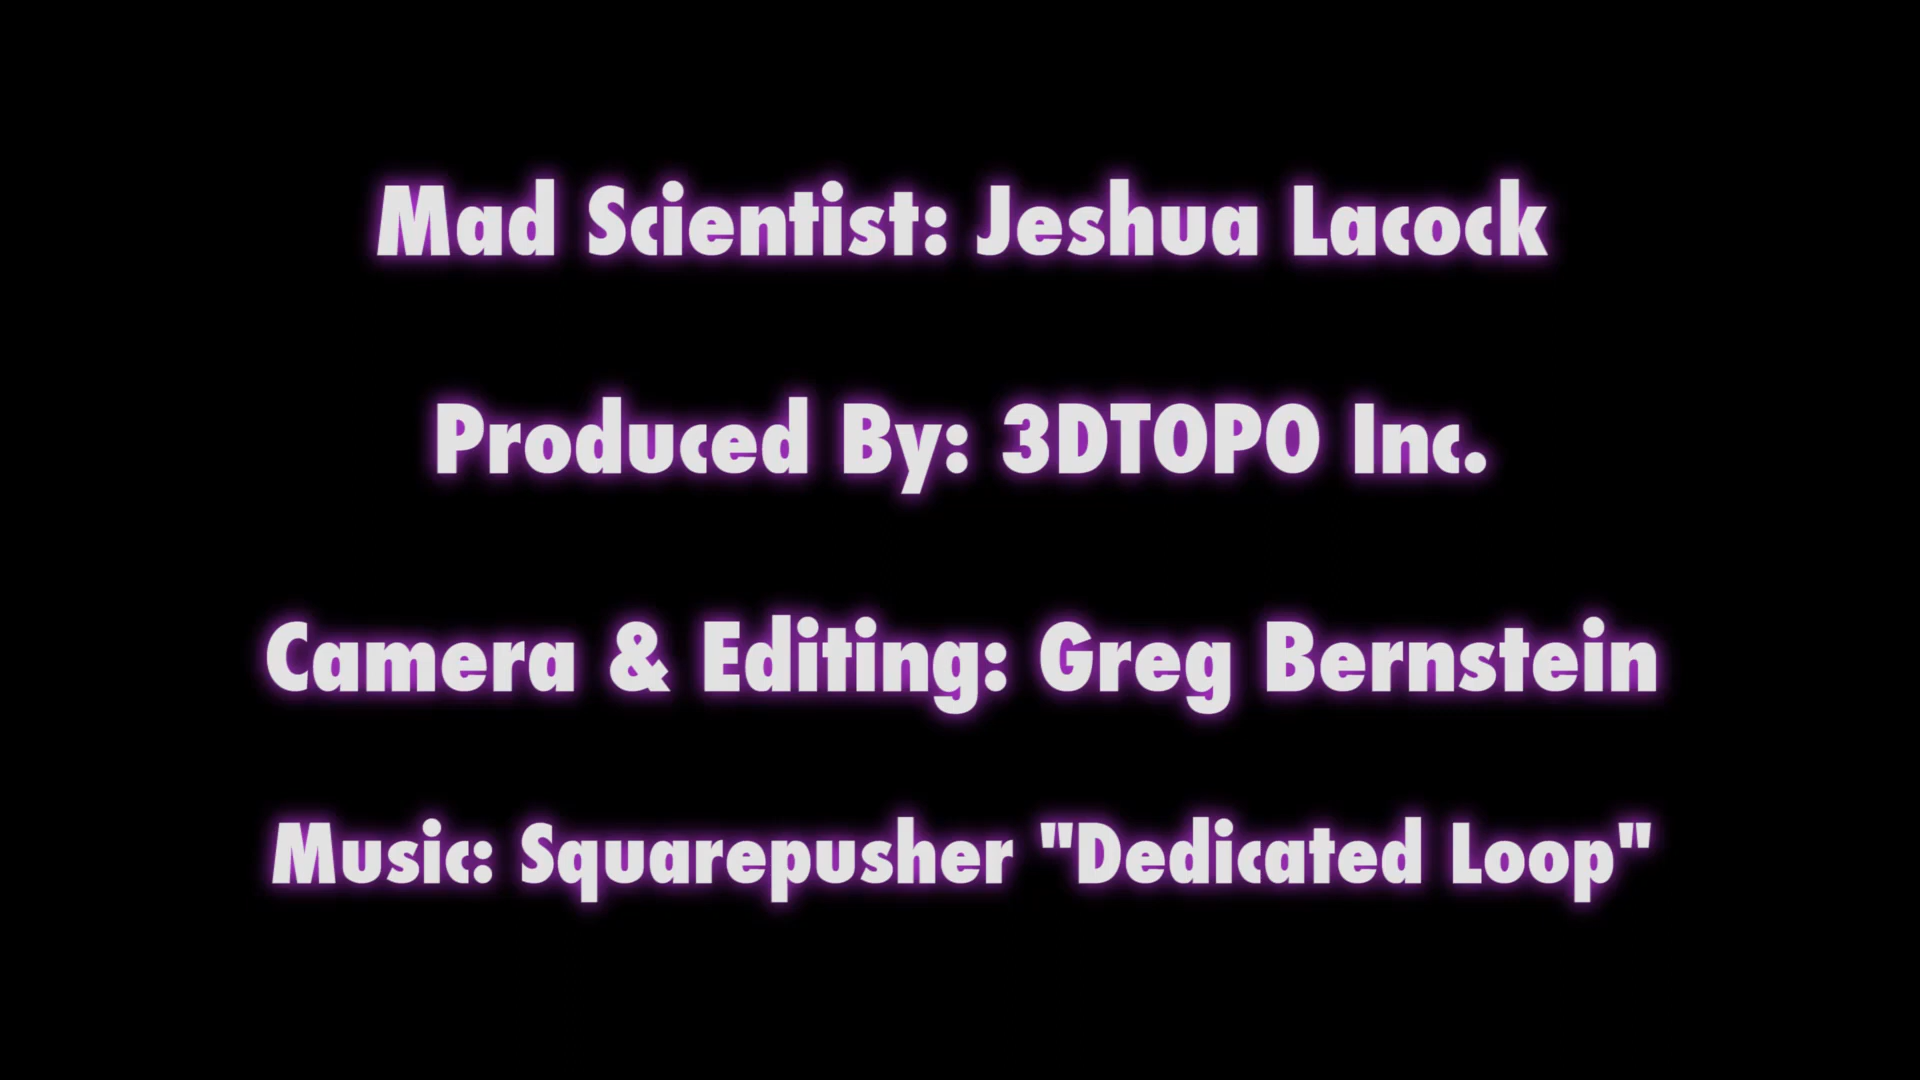 Mad Scientist: Jeshua Lacock
Produced By: 3DTOPO Inc.
Camera & Editing: Greg Bernstein
Music: Squarepusher "Dedicated Loop"